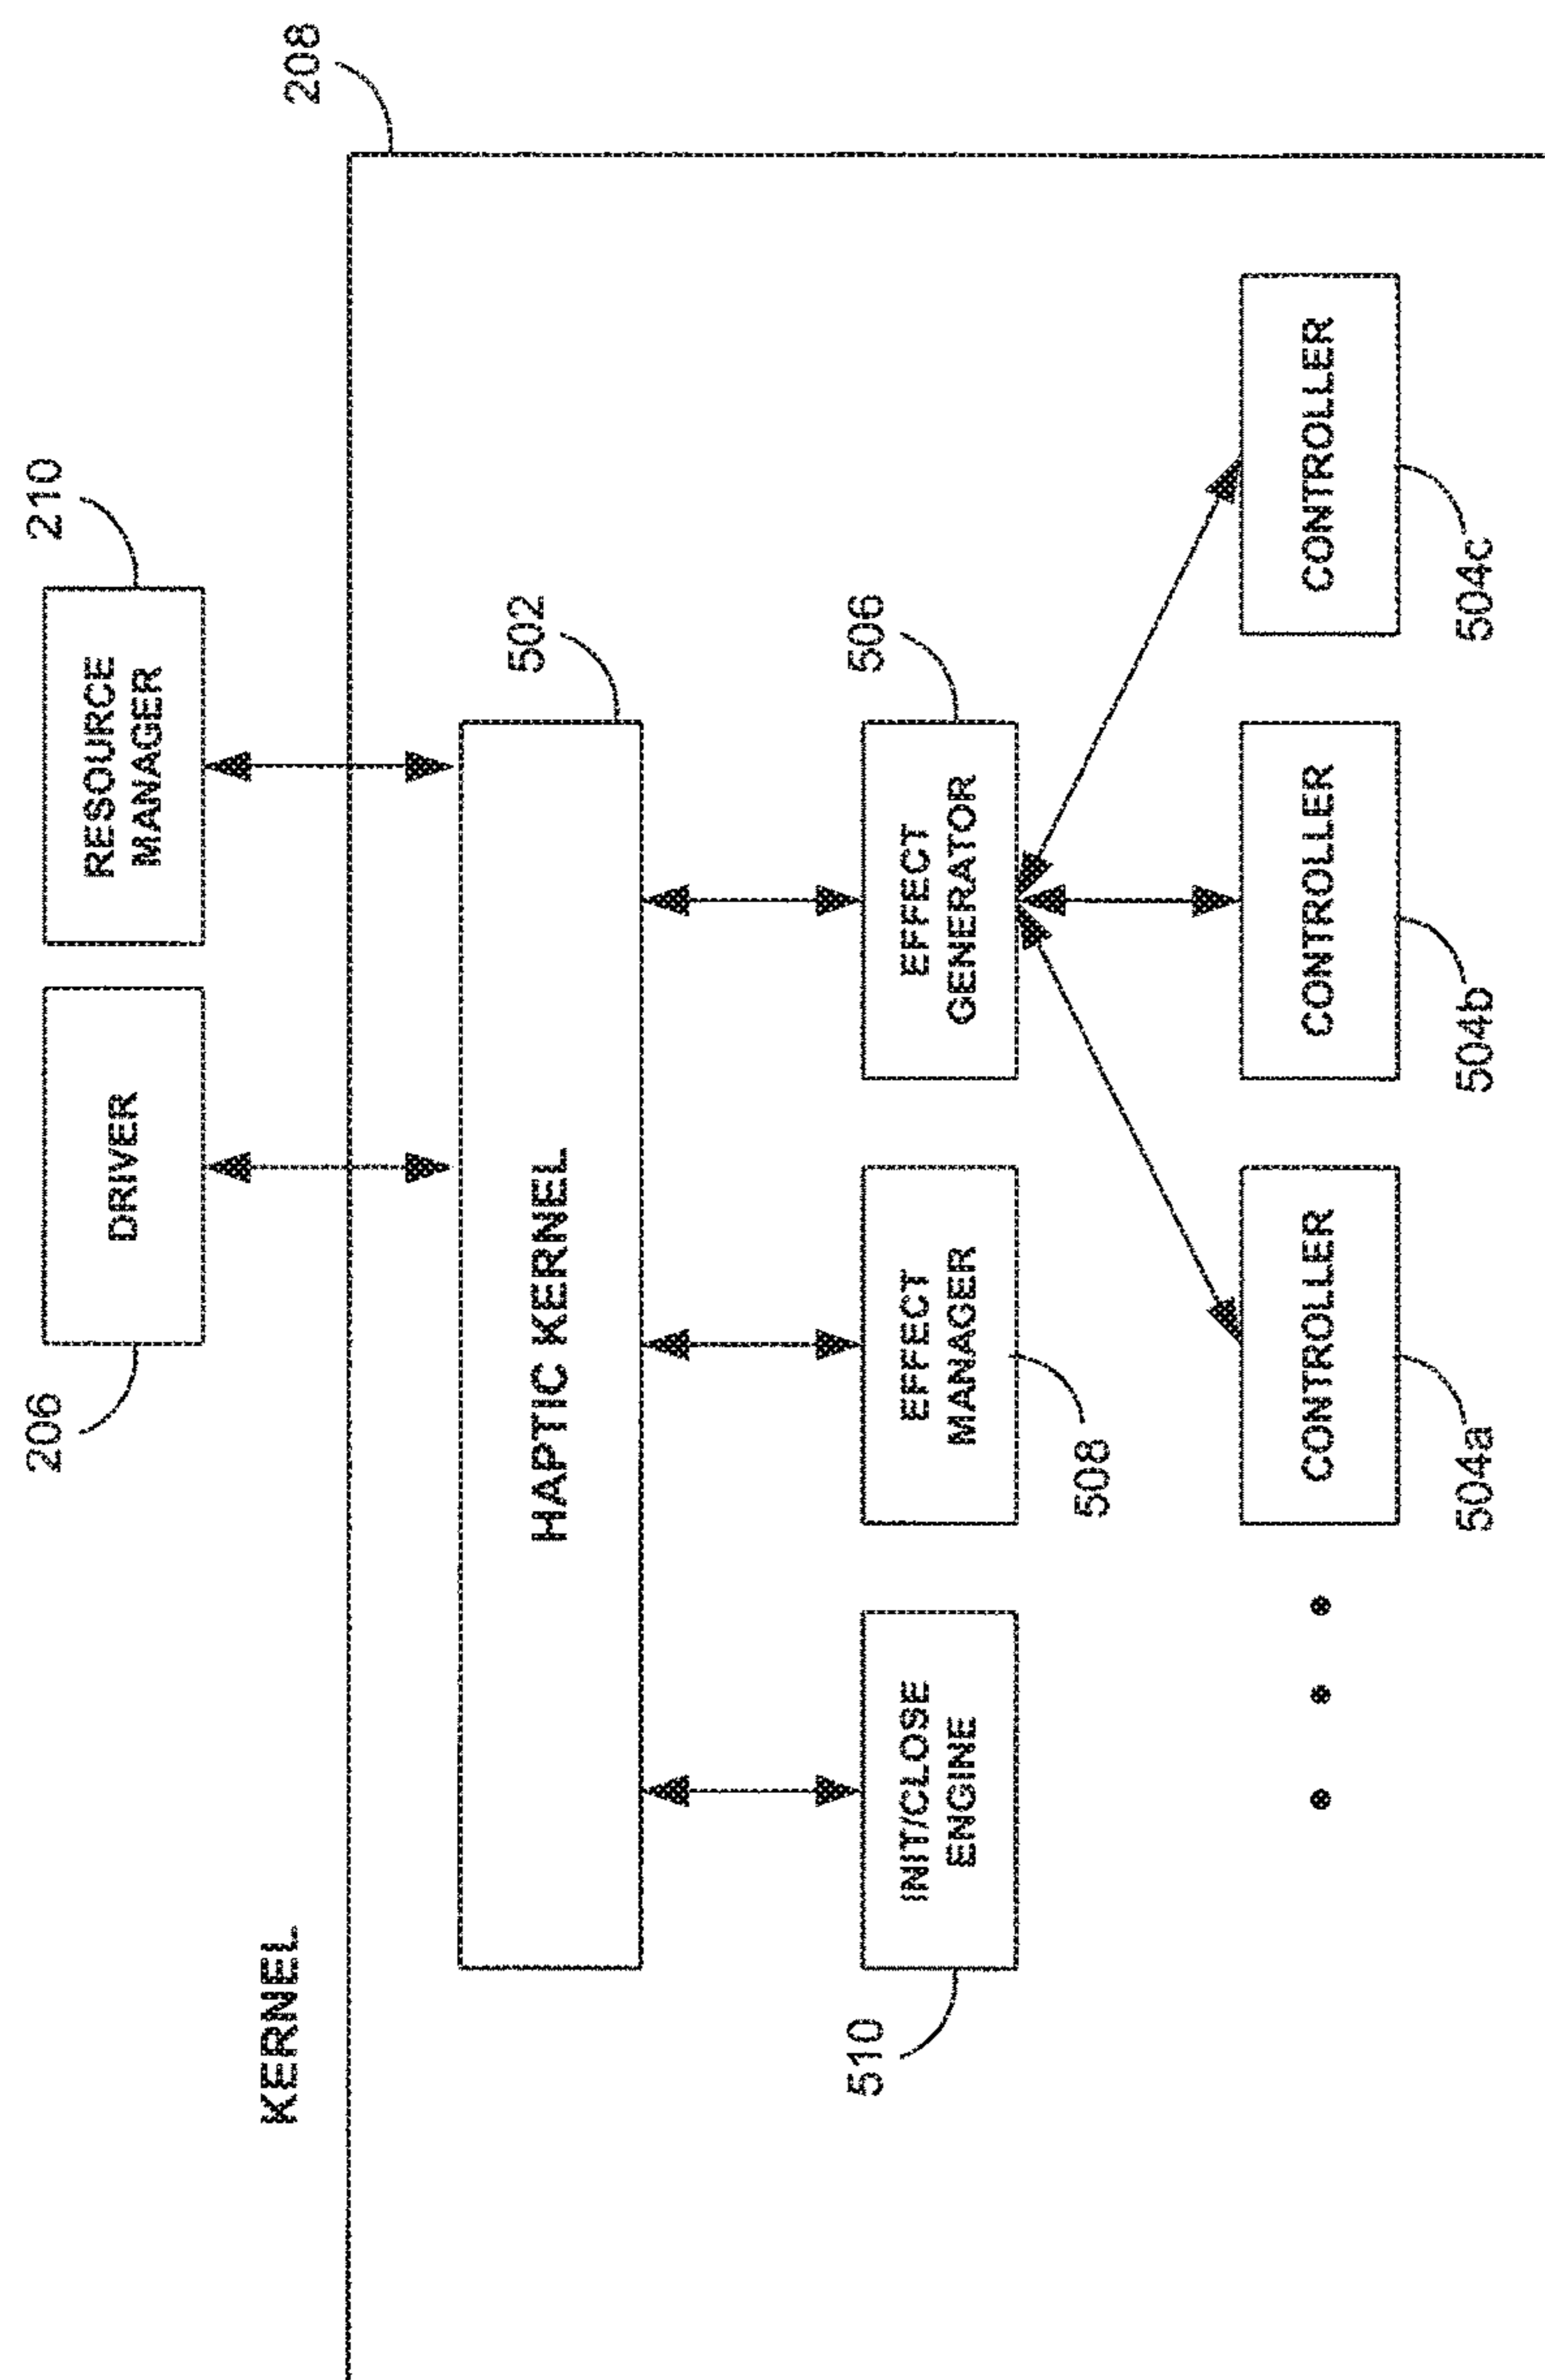 206
DRIVER
RESOURCE
MANAGER
210
KERNEL
208
HAPTIC KERNEL
502
510
INIT/CLOSE
ENGINE
EFFECT
MANAGER
508
EFFECT
GENERATOR
506
CONTROLLER
504a
CONTROLLER
504b
CONTROLLER
504c